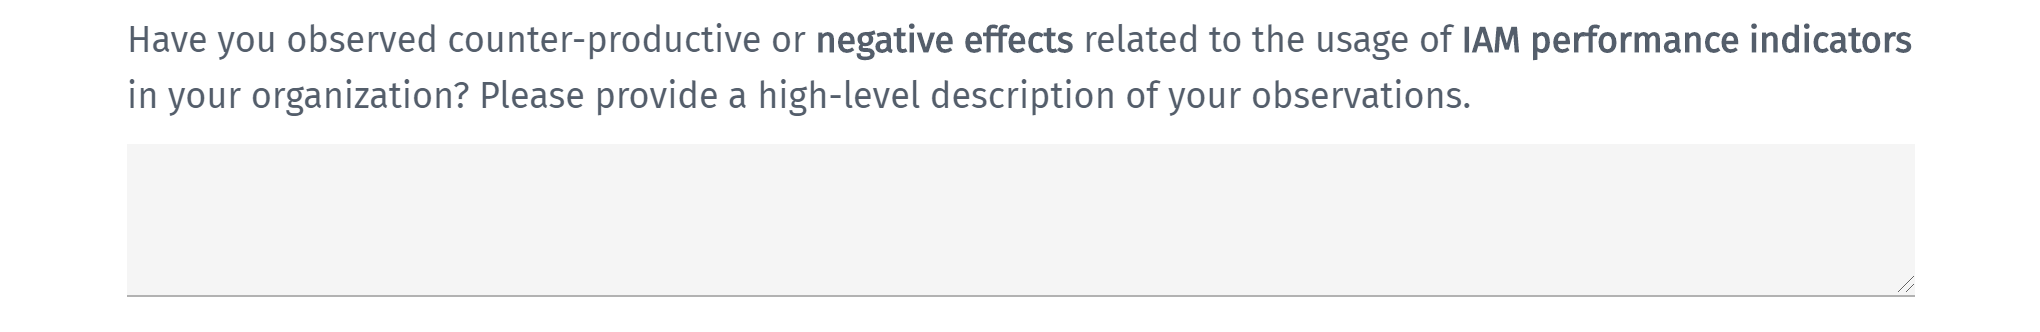 Have you observed counter-productive or negative effects related to the usage of IAM performance indicators
in your organization? Please provide a high-level description of your observations.